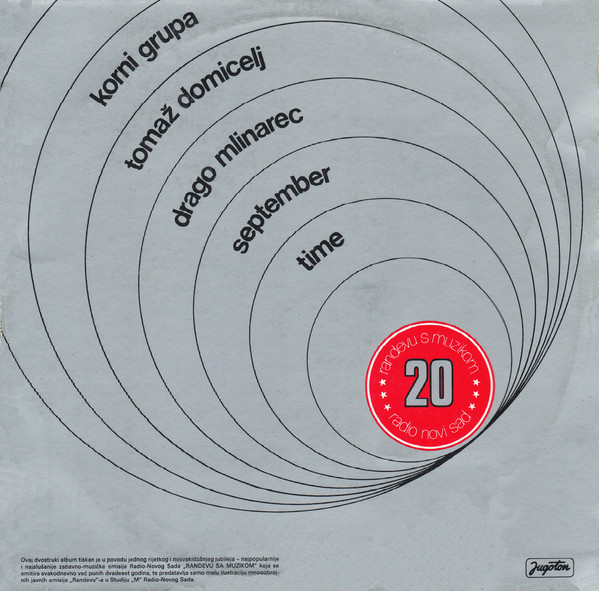 korni grupa
tomaž domicelj
drago mlinarec
september
time
randevu s muzikom
20
radio novi sad
Ovaj dvostruki album tiskan je u povodu jednog rijetkog i nesvakidašnjeg jubileja – najpopularnije
i najslušanije zabavno-muzičke emisije Radio-Novog Sada „RANDEVU SA MUZIKOM" koja se
emitira svakodnevno već punih dvadeset godina, te predstavlja samo malu ilustraciju mnogobroj-
nih javnih emisija „Randevu"-a u Studiju „M" Radio-Novog Sada.
Jugoton